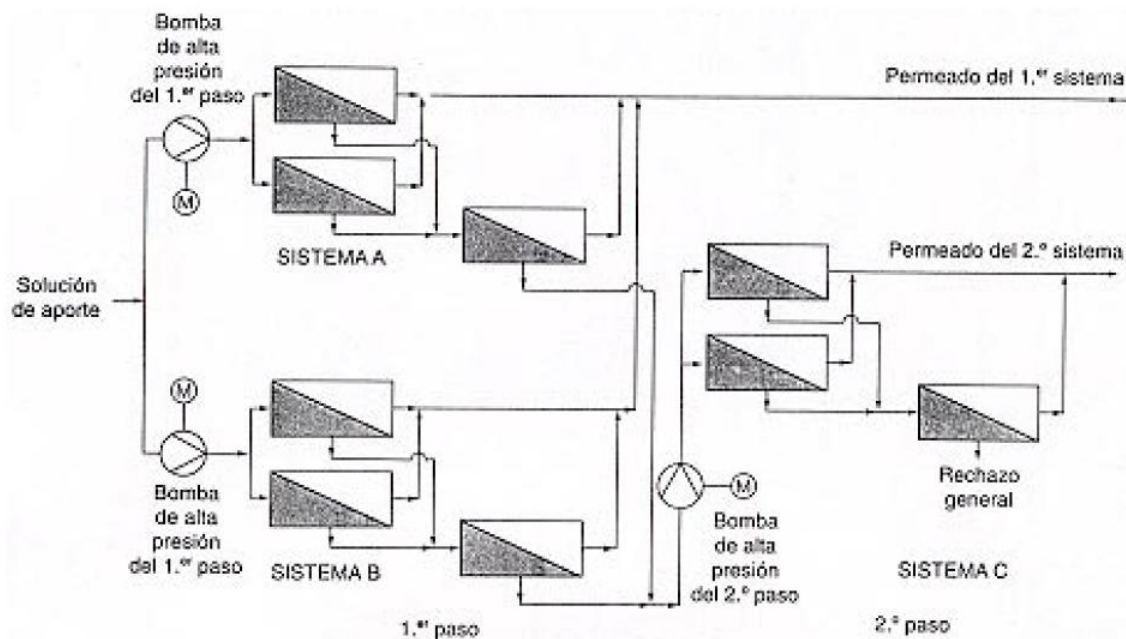 Bomba
de alta
presión
del 1.er paso
Permeado del 1.er sistema
M
SISTEMA A
Permeado del 2.º sistema
Solución
de aporte
M
Bomba
de alta
presión
del 1.er paso
SISTEMA B
M
Bomba
de alta
presión
del 2.º paso
Rechazo
general
SISTEMA C
1.er paso
2.º paso